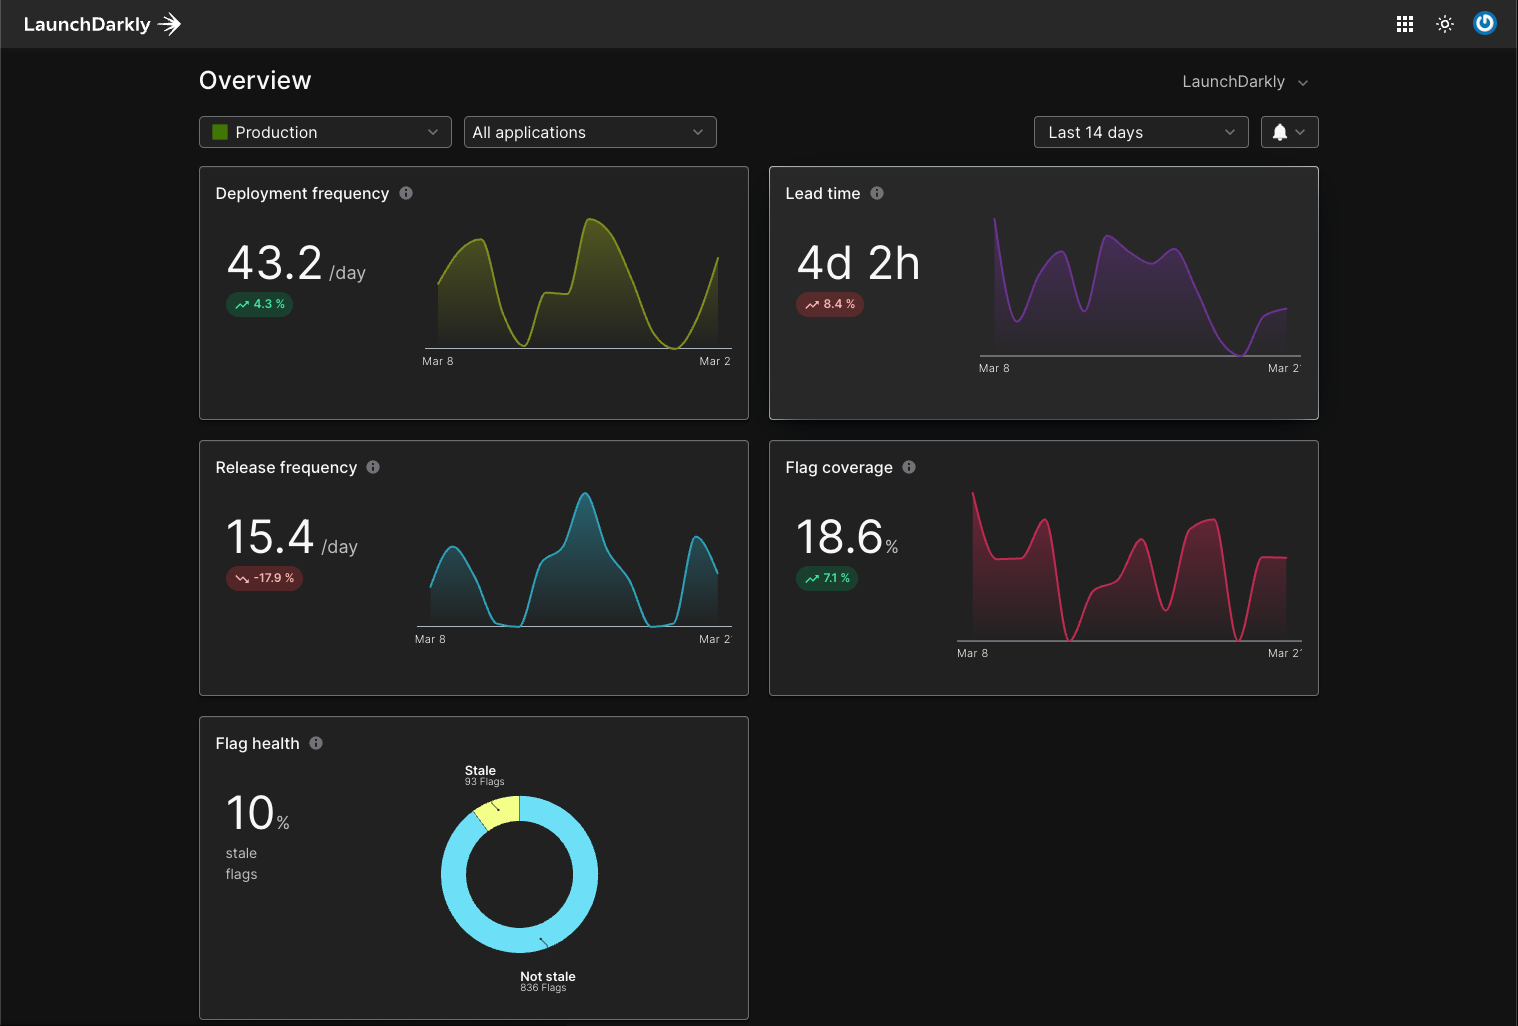 LaunchDarkly
Overview
LaunchDarkly
Production
All applications
Last 14 days
Deployment frequency
43.2 /day
4.3 %
Mar 8
Mar 2
Lead time
4d 2h
8.4 %
Mar 8
Mar 2
Release frequency
15.4 /day
-17.9 %
Mar 8
Mar 2
Flag coverage
18.6%
7.1 %
Mar 8
Mar 2
Flag health
10%
stale
flags
Stale
93 Flags
Not stale
836 Flags